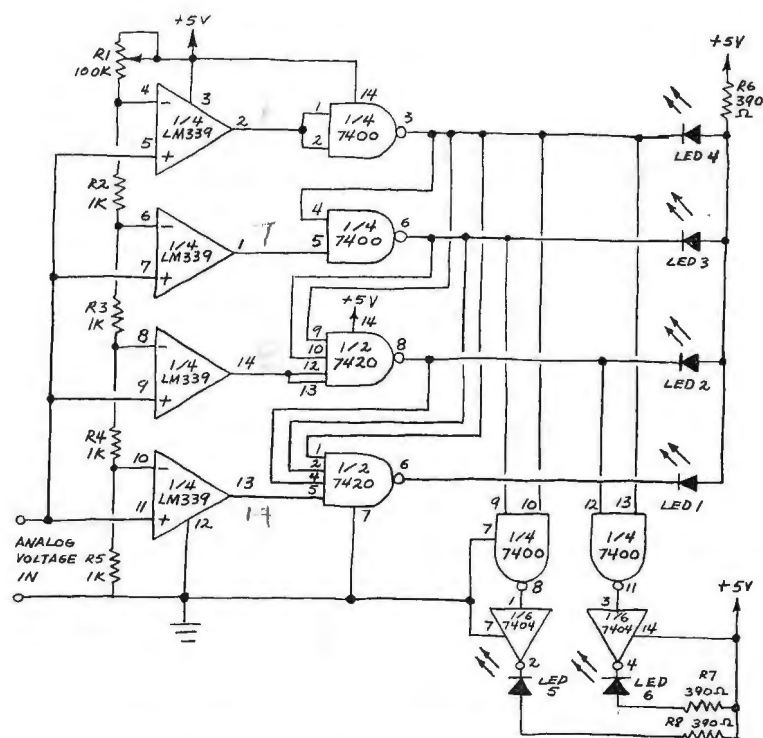 +5V
R1
100K
4
-
3
1/4
LM339
5
+
2
1
2
14
1/4
7400
3
+5V
R6
390
Ω
LED 4
R2
1K
6
-
1/4
LM339
7
+
1
4
5
1/4
7400
6
LED 3
R3
1K
8
-
1/4
LM339
9
+
14
+5V
14
9
10
12
13
1/2
7420
8
LED 2
R4
1K
10
-
1/4
LM339
11
+
12
13
1
2
4
5
1/2
7420
6
7
LED 1
ANALOG
VOLTAGE
IN
R5
1K
9
10
7
1/4
7400
8
12
13
1/4
7400
11
1
7
1/6
7404
2
LED
5
3
1/6
7404
14
4
LED
6
+5V
R7
390Ω
R8 390Ω